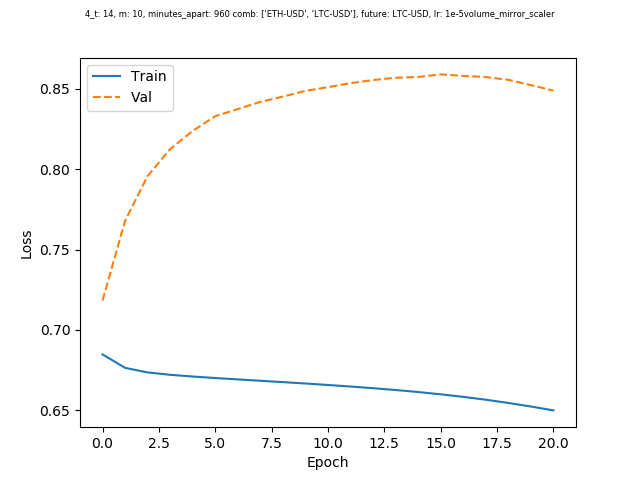 4_t: 14, m: 10, minutes_apart: 960 comb: ['ETH-USD', 'LTC-USD'], future: LTC-USD, lr: 1e-5volume_mirror_scaler
Train
Val
0.85
0.80
0.75
0.70
0.65
Loss
0.0 2.5 5.0 7.5 10.0 12.5 15.0 17.5 20.0
Epoch